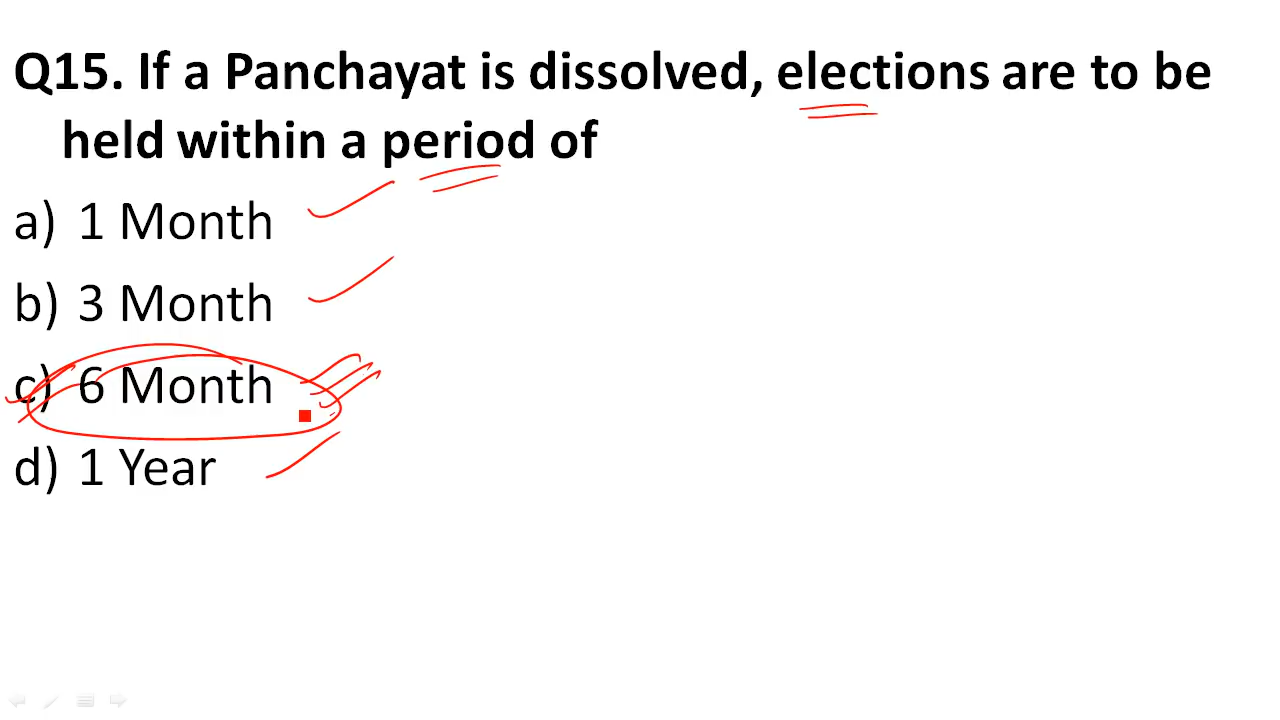 Q15. If a Panchayat is dissolved, elections are to be
held within a period of
a) 1 Month
b) 3 Month
c) 6 Month
d) 1 Year